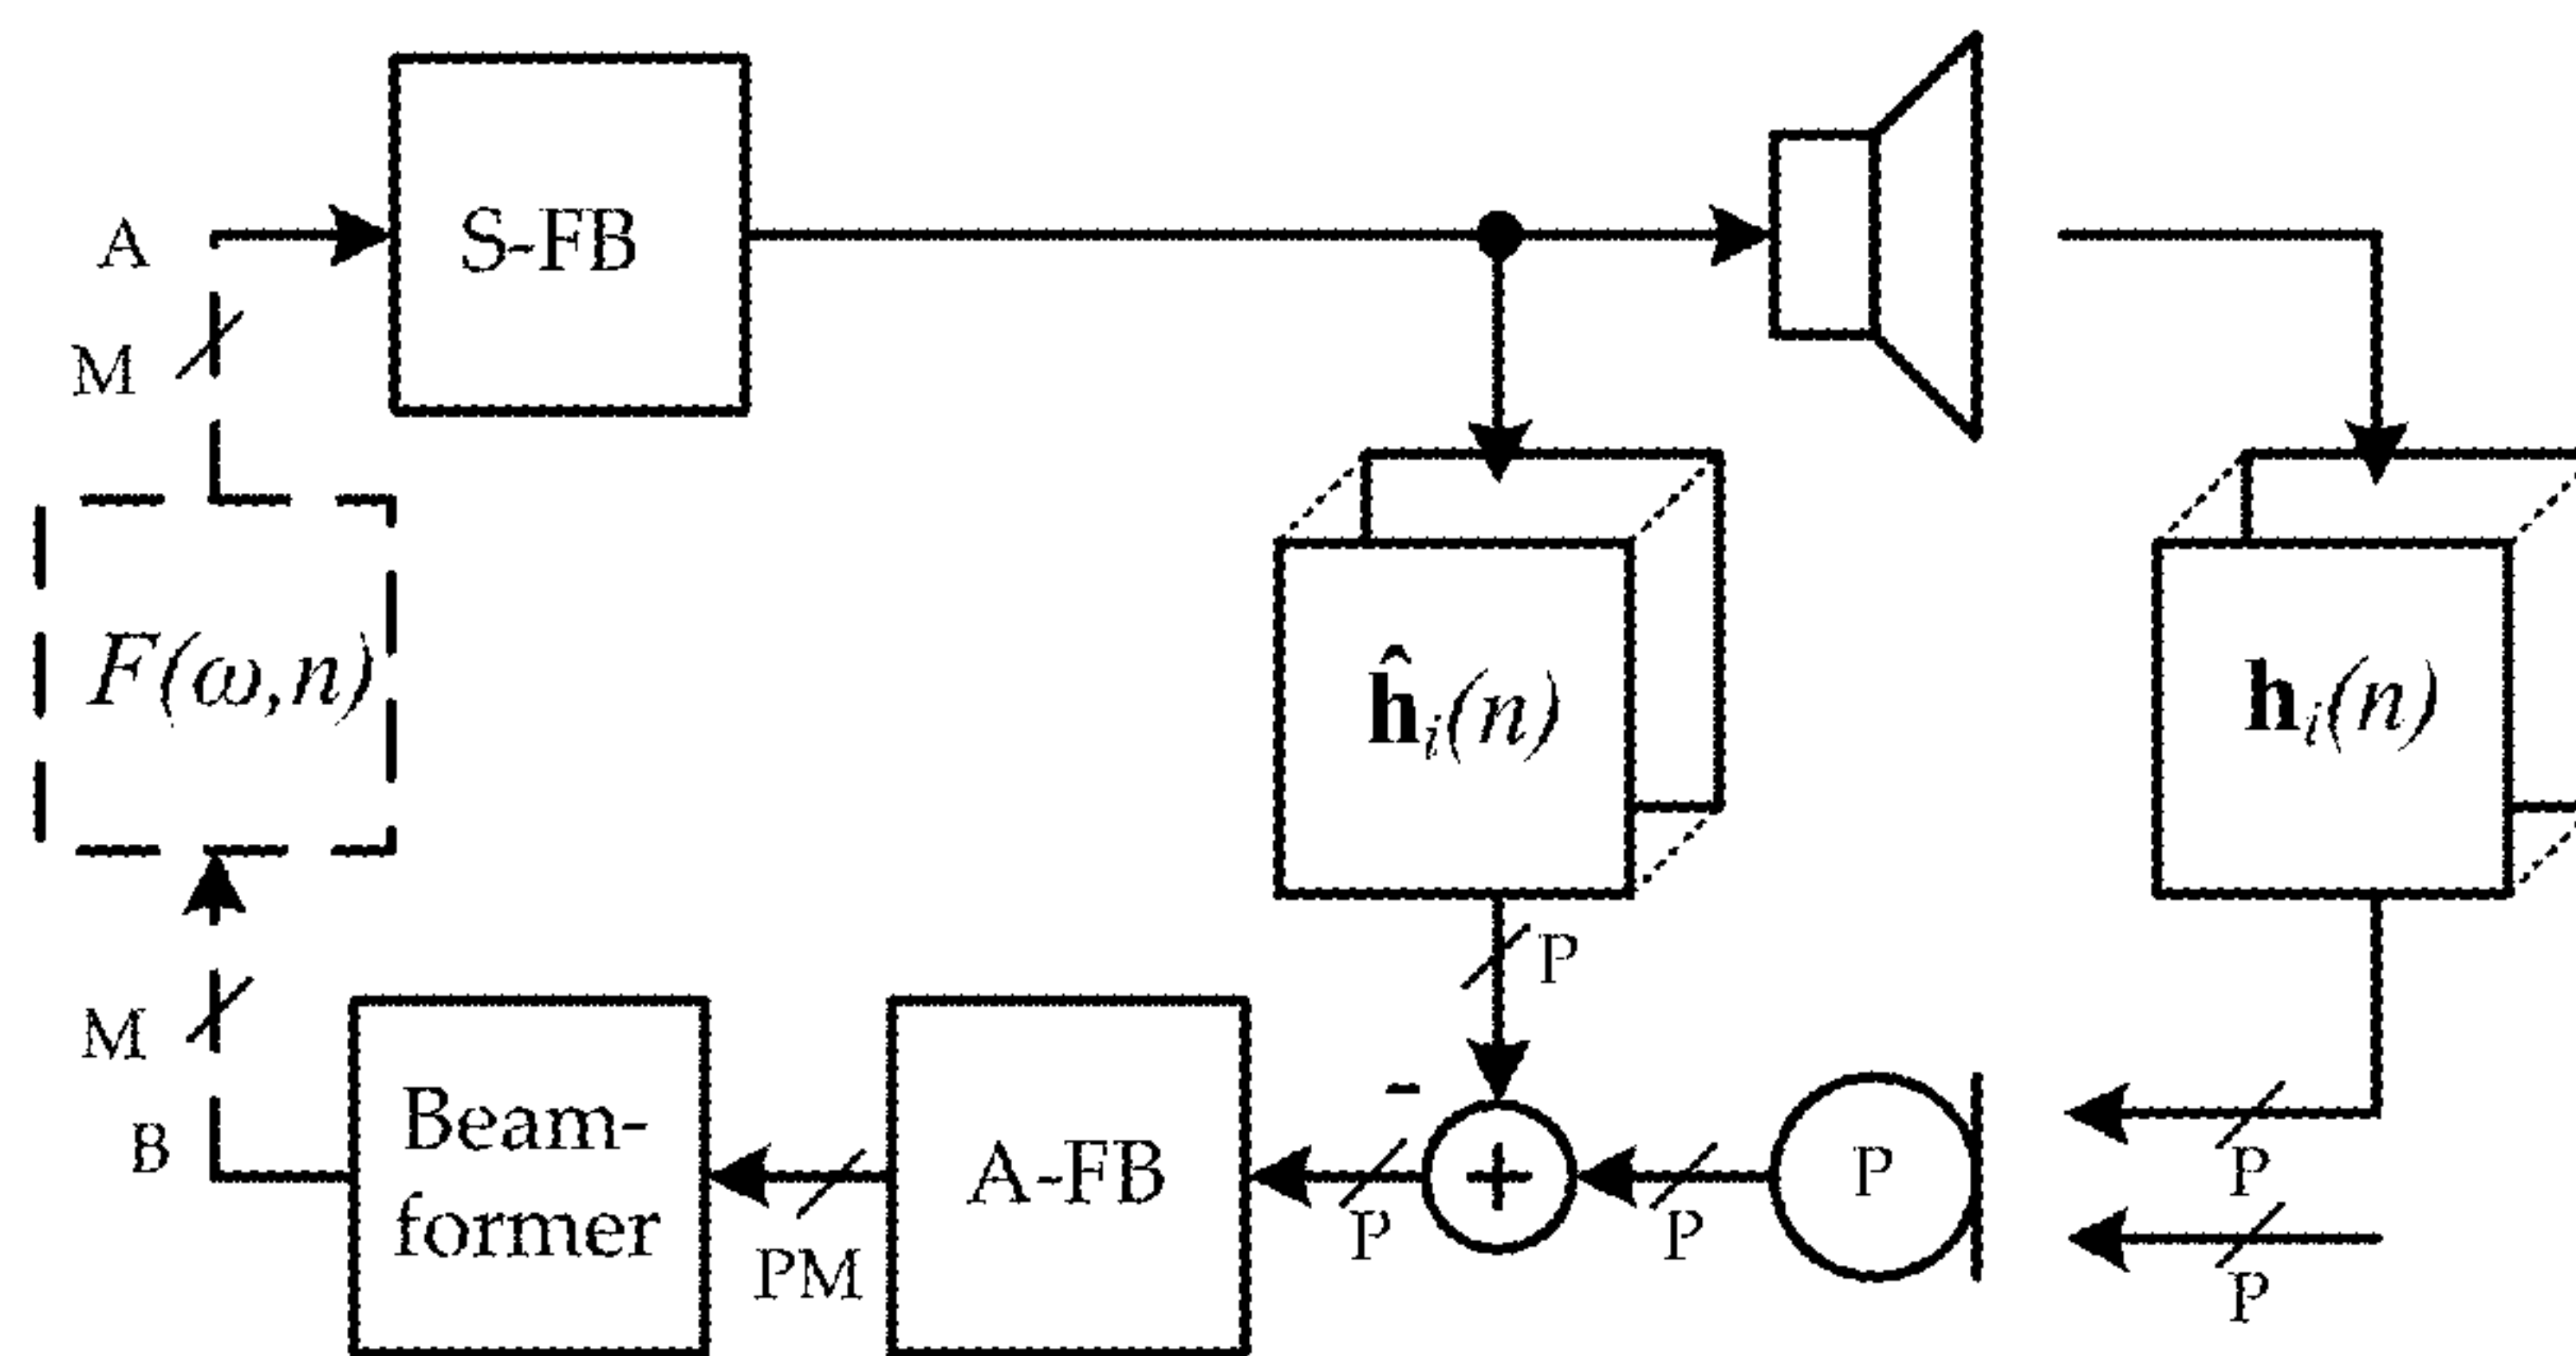 A
S-FB
M
F(ω,n)
ĥᵢ(n)
hᵢ(n)
P
M
B
Beam-
former
PM
A-FB
-
P
+
P
P
P
P